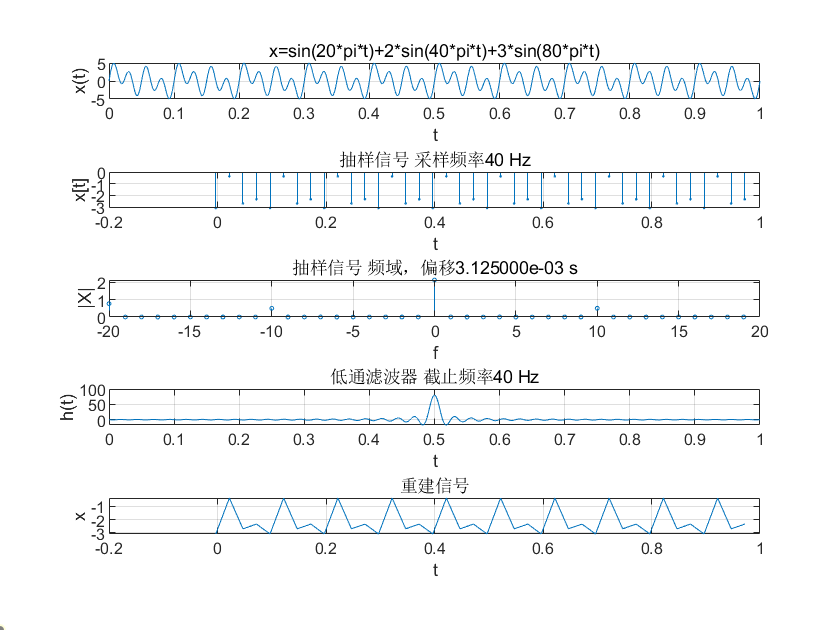 x=sin(20*pi*t)+2*sin(40*pi*t)+3*sin(80*pi*t)
x(t)
5
0
-5
0 0.1 0.2 0.3 0.4 0.5 0.6 0.7 0.8 0.9 1
t
抽样信号 采样频率40 Hz
x[t]
0
-1
-2
-3
-0.2 0 0.2 0.4 0.6 0.8 1
t
抽样信号 频域，偏移3.125000e-03 s
|X|
2
1
0
-20 -15 -10 -5 0 5 10 15 20
f
低通滤波器 截止频率40 Hz
h(t)
100
50
0
0 0.1 0.2 0.3 0.4 0.5 0.6 0.7 0.8 0.9 1
t
重建信号
x
-1
-2
-3
-0.2 0 0.2 0.4 0.6 0.8 1
t